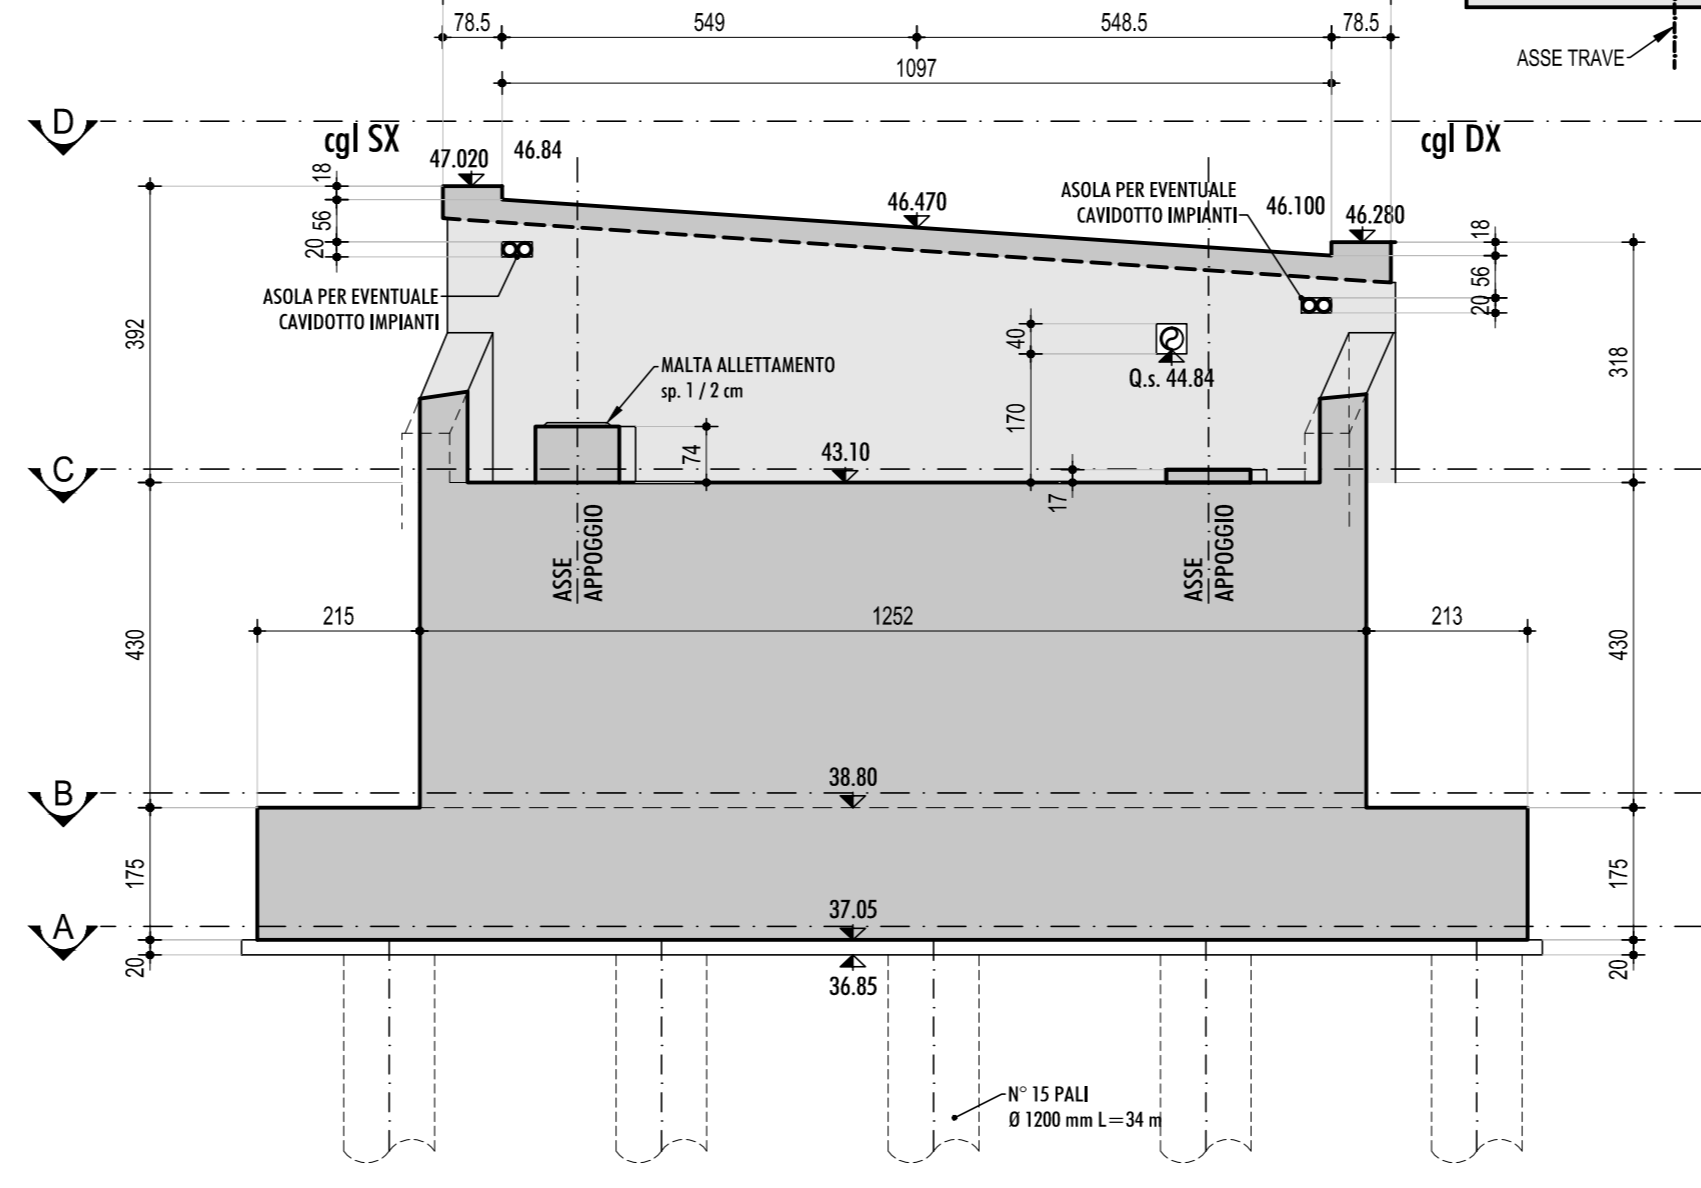 78.5
549
548.5
78.5
ASSE TRAVE
1097
D
cgl SX
cgl DX
47.020
46.84
18
56
20
46.470
ASOLA PER EVENTUALE
CAVIDOTTO IMPIANTI
46.100
46.280
18
56
20
ASOLA PER EVENTUALE
CAVIDOTTO IMPIANTI
392
40
318
MALTA ALLETTAMENTO
sp. 1 / 2 cm
Q.s. 44.84
170
74
43.10
C
17
ASSE
APPOGGIO
ASSE
APPOGGIO
215
1252
213
430
430
38.80
B
175
175
37.05
A
20
20
36.85
N° 15 PALI
Ø 1200 mm L=34 m